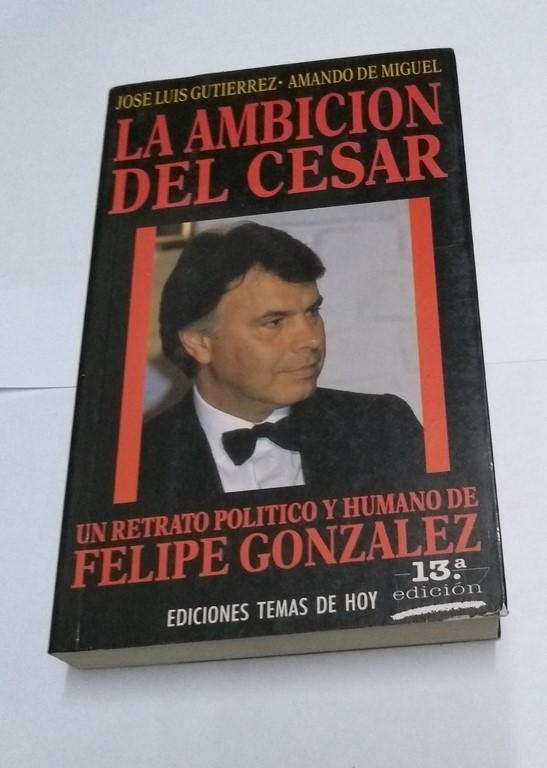 JOSE LUIS GUTIERREZ - AMANDO DE MIGUEL
LA AMBICION
DEL CESAR
UN RETRATO POLITICO Y HUMANO DE
FELIPE GONZALEZ
13.ª
edición
EDICIONES TEMAS DE HOY